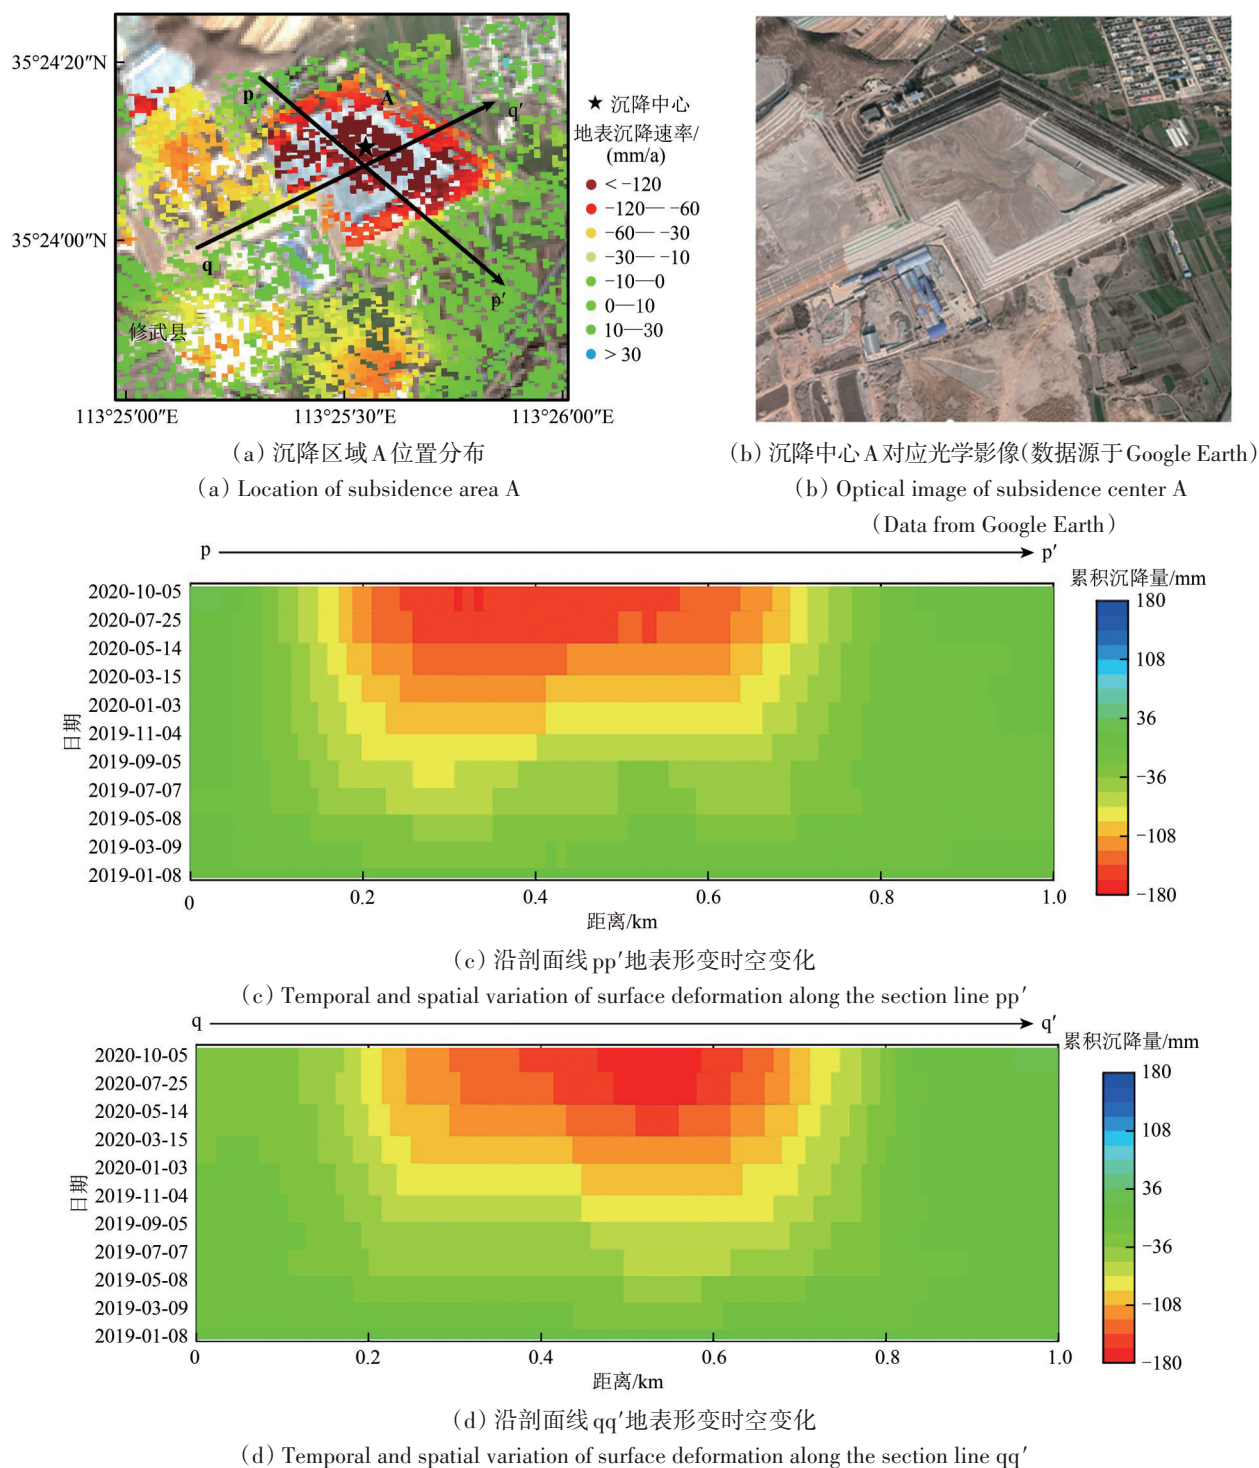 35°24′20″N
35°24′00″N
p
A
q′
q
p′
修武县
113°25′00″E
113°25′30″E
113°26′00″E
★ 沉降中心
地表沉降速率/
(mm/a)
< −120
−120— −60
−60— −30
−30— −10
−10—0
0—10
10—30
> 30
(a) 沉降区域A位置分布
(a) Location of subsidence area A
(b) 沉降中心A对应光学影像(数据源于Google Earth)
(b) Optical image of subsidence center A
(Data from Google Earth)
p p′
累积沉降量/mm
日期
2020-10-05
2020-07-25
2020-05-14
2020-03-15
2020-01-03
2019-11-04
2019-09-05
2019-07-07
2019-05-08
2019-03-09
2019-01-08
180
108
36
−36
−108
−180
0 0.2 0.4 0.6 0.8 1.0
距离/km
(c) 沿剖面线pp′地表形变时空变化
(c) Temporal and spatial variation of surface deformation along the section line pp′
q q′
累积沉降量/mm
日期
2020-10-05
2020-07-25
2020-05-14
2020-03-15
2020-01-03
2019-11-04
2019-09-05
2019-07-07
2019-05-08
2019-03-09
2019-01-08
180
108
36
−36
−108
−180
0 0.2 0.4 0.6 0.8 1.0
距离/km
(d) 沿剖面线qq′地表形变时空变化
(d) Temporal and spatial variation of surface deformation along the section line qq′